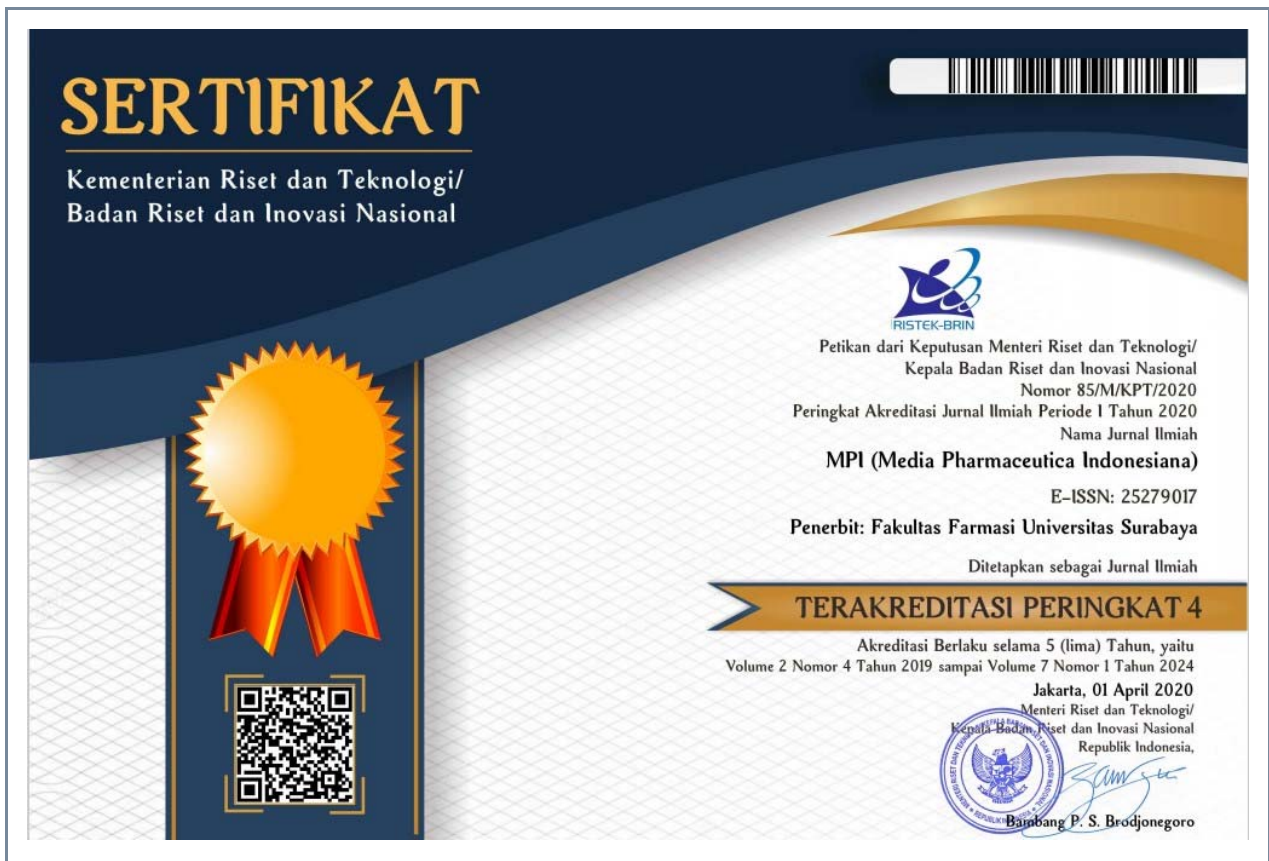 SERTIFIKAT
Kementerian Riset dan Teknologi/
Badan Riset dan Inovasi Nasional
RISTEK-BRIN
Petikan dari Keputusan Menteri Riset dan Teknologi/
Kepala Badan Riset dan Inovasi Nasional
Nomor 85/M/KPT/2020
Peringkat Akreditasi Jurnal Ilmiah Periode I Tahun 2020
Nama Jurnal Ilmiah
MPI (Media Pharmaceutica Indonesiana)
E-ISSN: 25279017
Penerbit: Fakultas Farmasi Universitas Surabaya
Ditetapkan sebagai Jurnal Ilmiah
TERAKREDITASI PERINGKAT 4
Akreditasi Berlaku selama 5 (lima) Tahun, yaitu
Volume 2 Nomor 4 Tahun 2019 sampai Volume 7 Nomor 1 Tahun 2024
Jakarta, 01 April 2020
Menteri Riset dan Teknologi/
Kepala Badan Riset dan Inovasi Nasional
Republik Indonesia,
Bambang P. S. Brodjonegoro